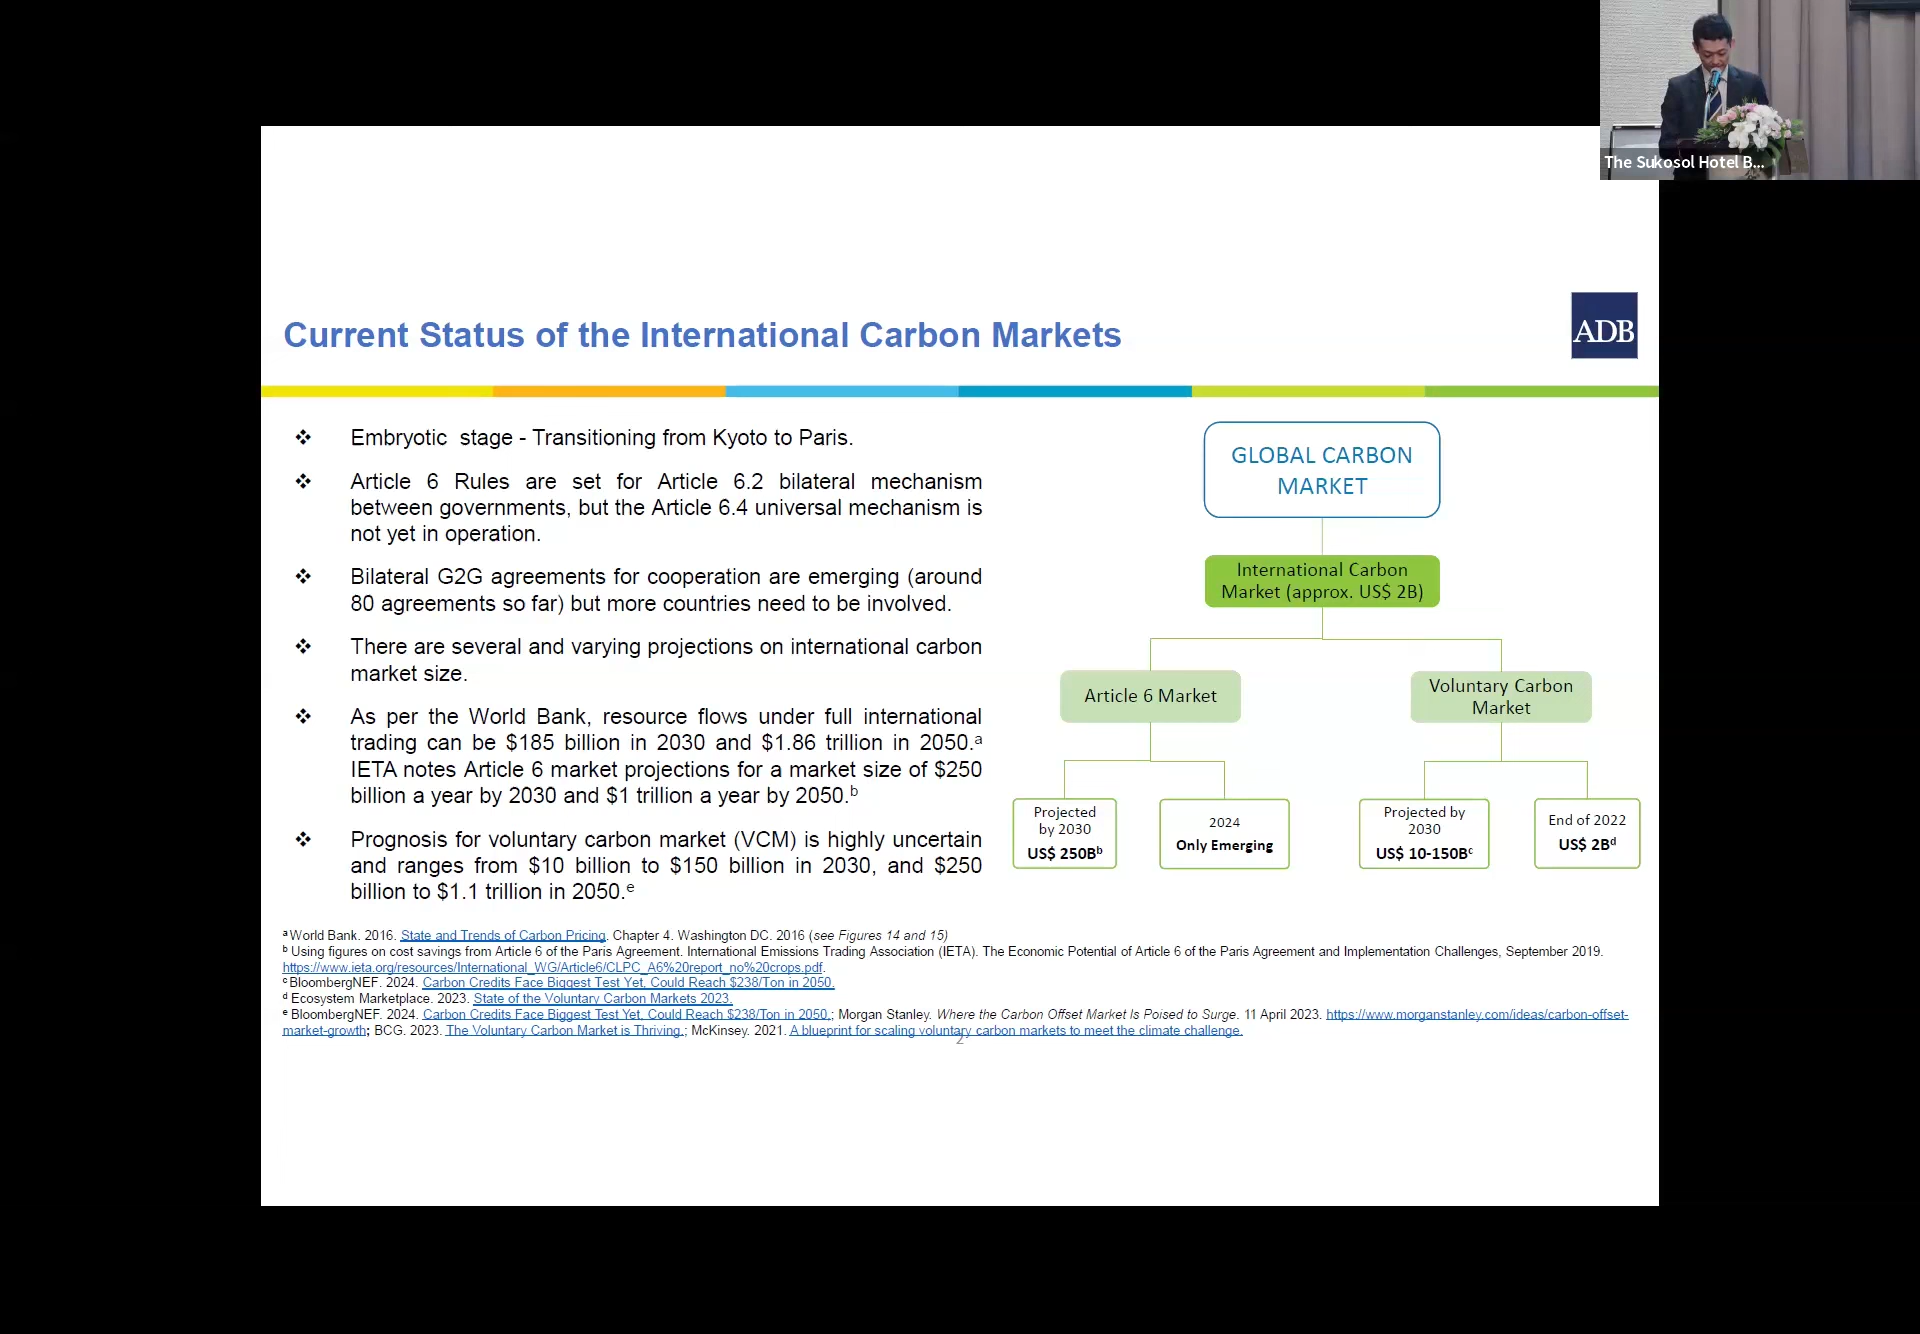 The Sukosol Hotel B...
Current Status of the International Carbon Markets
ADB
❖ Embryotic stage - Transitioning from Kyoto to Paris.
❖ Article 6 Rules are set for Article 6.2 bilateral mechanism
between governments, but the Article 6.4 universal mechanism is
not yet in operation.
❖ Bilateral G2G agreements for cooperation are emerging (around
80 agreements so far) but more countries need to be involved.
❖ There are several and varying projections on international carbon
market size.
❖ As per the World Bank, resource flows under full international
trading can be $185 billion in 2030 and $1.86 trillion in 2050.a
IETA notes Article 6 market projections for a market size of $250
billion a year by 2030 and $1 trillion a year by 2050.b
❖ Prognosis for voluntary carbon market (VCM) is highly uncertain
and ranges from $10 billion to $150 billion in 2030, and $250
billion to $1.1 trillion in 2050.e
GLOBAL CARBON
MARKET
International Carbon
Market (approx. US$ 2B)
Article 6 Market
Voluntary Carbon
Market
Projected
by 2030
US$ 250Bb
2024
Only Emerging
Projected by
2030
US$ 10-150Bc
End of 2022
US$ 2Bd
a World Bank. 2016. State and Trends of Carbon Pricing. Chapter 4. Washington DC. 2016 (see Figures 14 and 15)
b Using figures on cost savings from Article 6 of the Paris Agreement. International Emissions Trading Association (IETA). The Economic Potential of Article 6 of the Paris Agreement and Implementation Challenges, September 2019.
https://www.ieta.org/resources/International_WG/Article6/CLPC_A6%20report_no%20crops.pdf.
c BloombergNEF. 2024. Carbon Credits Face Biggest Test Yet, Could Reach $238/Ton in 2050.
d Ecosystem Marketplace. 2023. State of the Voluntary Carbon Markets 2023.
e BloombergNEF. 2024. Carbon Credits Face Biggest Test Yet, Could Reach $238/Ton in 2050.; Morgan Stanley. Where the Carbon Offset Market Is Poised to Surge. 11 April 2023. https://www.morganstanley.com/ideas/carbon-offset-
market-growth; BCG. 2023. The Voluntary Carbon Market is Thriving.; McKinsey. 2021. A blueprint for scaling voluntary carbon markets to meet the climate challenge.
2